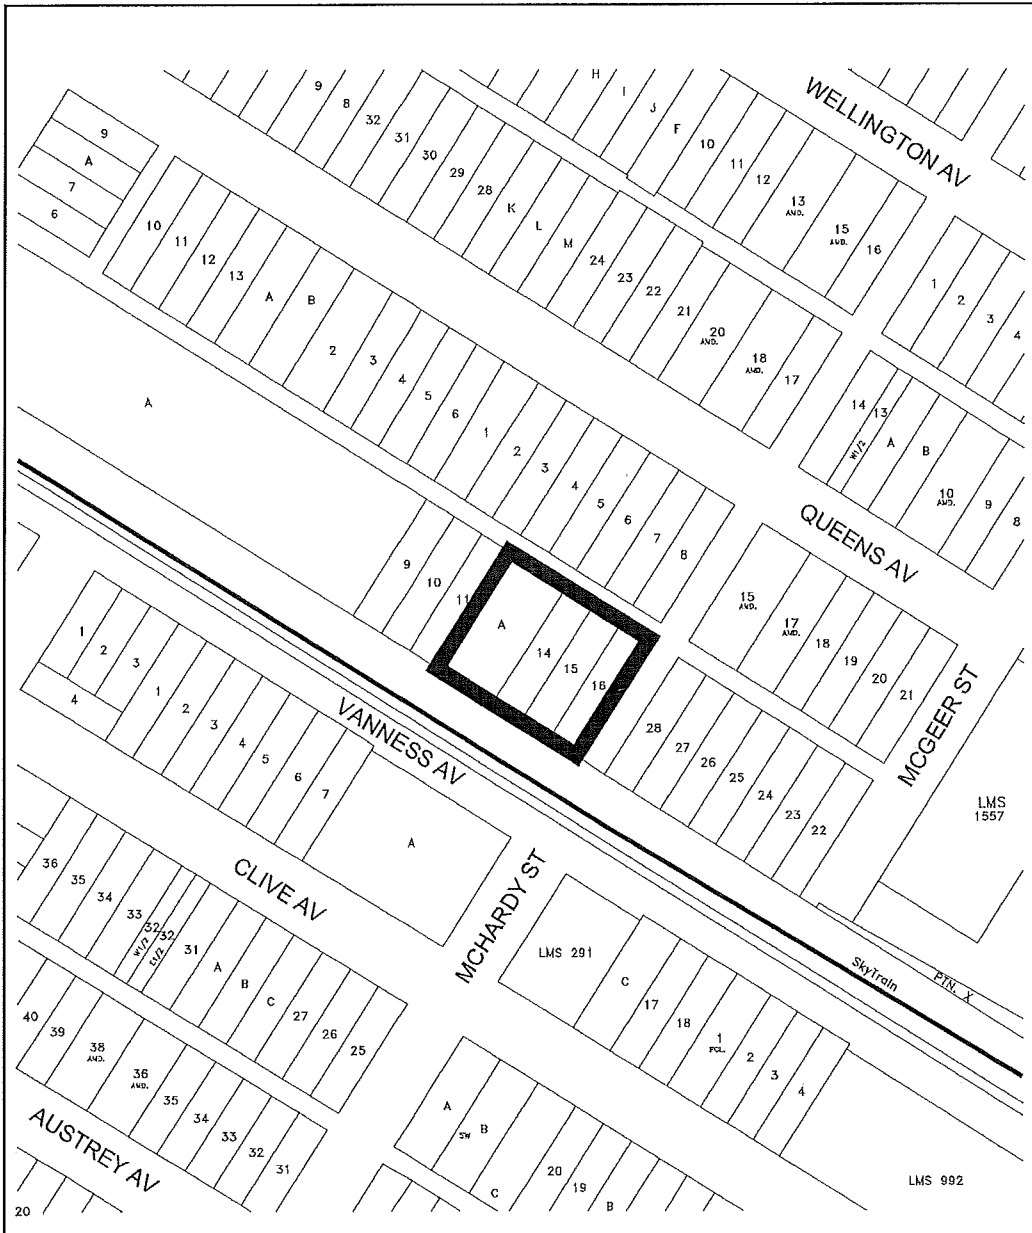 WELLINGTON AV
H
I
J
F
10
11
12
13
AMD.
15
AMD.
16
9
8
32
31
30
29
28
K
L
M
24
23
22
21
20
AMD.
18
AMD.
17
1
2
3
4
9
A
7
6
10
11
12
13
A
B
2
3
4
5
6
1
2
3
4
5
6
7
8
14
13
W1/2
A
B
10
AMD.
9
8
QUEENS AV
A
9
10
11
A
14
15
16
15
AMD.
17
AMD.
18
19
20
21
MCGEER ST
28
27
26
25
24
23
22
LMS
1557
1
2
3
4
1
2
3
4
5
6
7
A
VANNESS AV
CLIVE AV
MCHARDY ST
SkyTrain
PTN. X
36
35
34
33
32
W1/2
32
E1/2
31
A
B
C
27
26
25
LMS 291
C
17
18
1
PCL.
2
3
4
40
39
38
AMD.
36
AMD.
35
34
33
32
31
AUSTREY AV
20
A
SW
B
C
20
19
B
LMS 992